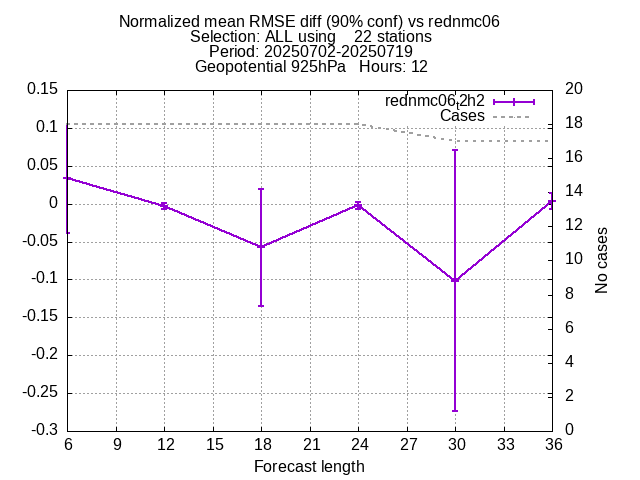 Normalized mean RMSE diff (90% conf) vs rednmc06
Selection: ALL using    22 stations
Period: 20250702-20250719
Geopotential 925hPa   Hours: 12
rednmc06,2h2
Cases
0.15
0.1
0.05
0
-0.05
-0.1
-0.15
-0.2
-0.25
-0.3
20
18
16
14
12
10
8
6
4
2
0
No cases
6 9 12 15 18 21 24 27 30 33 36
Forecast length